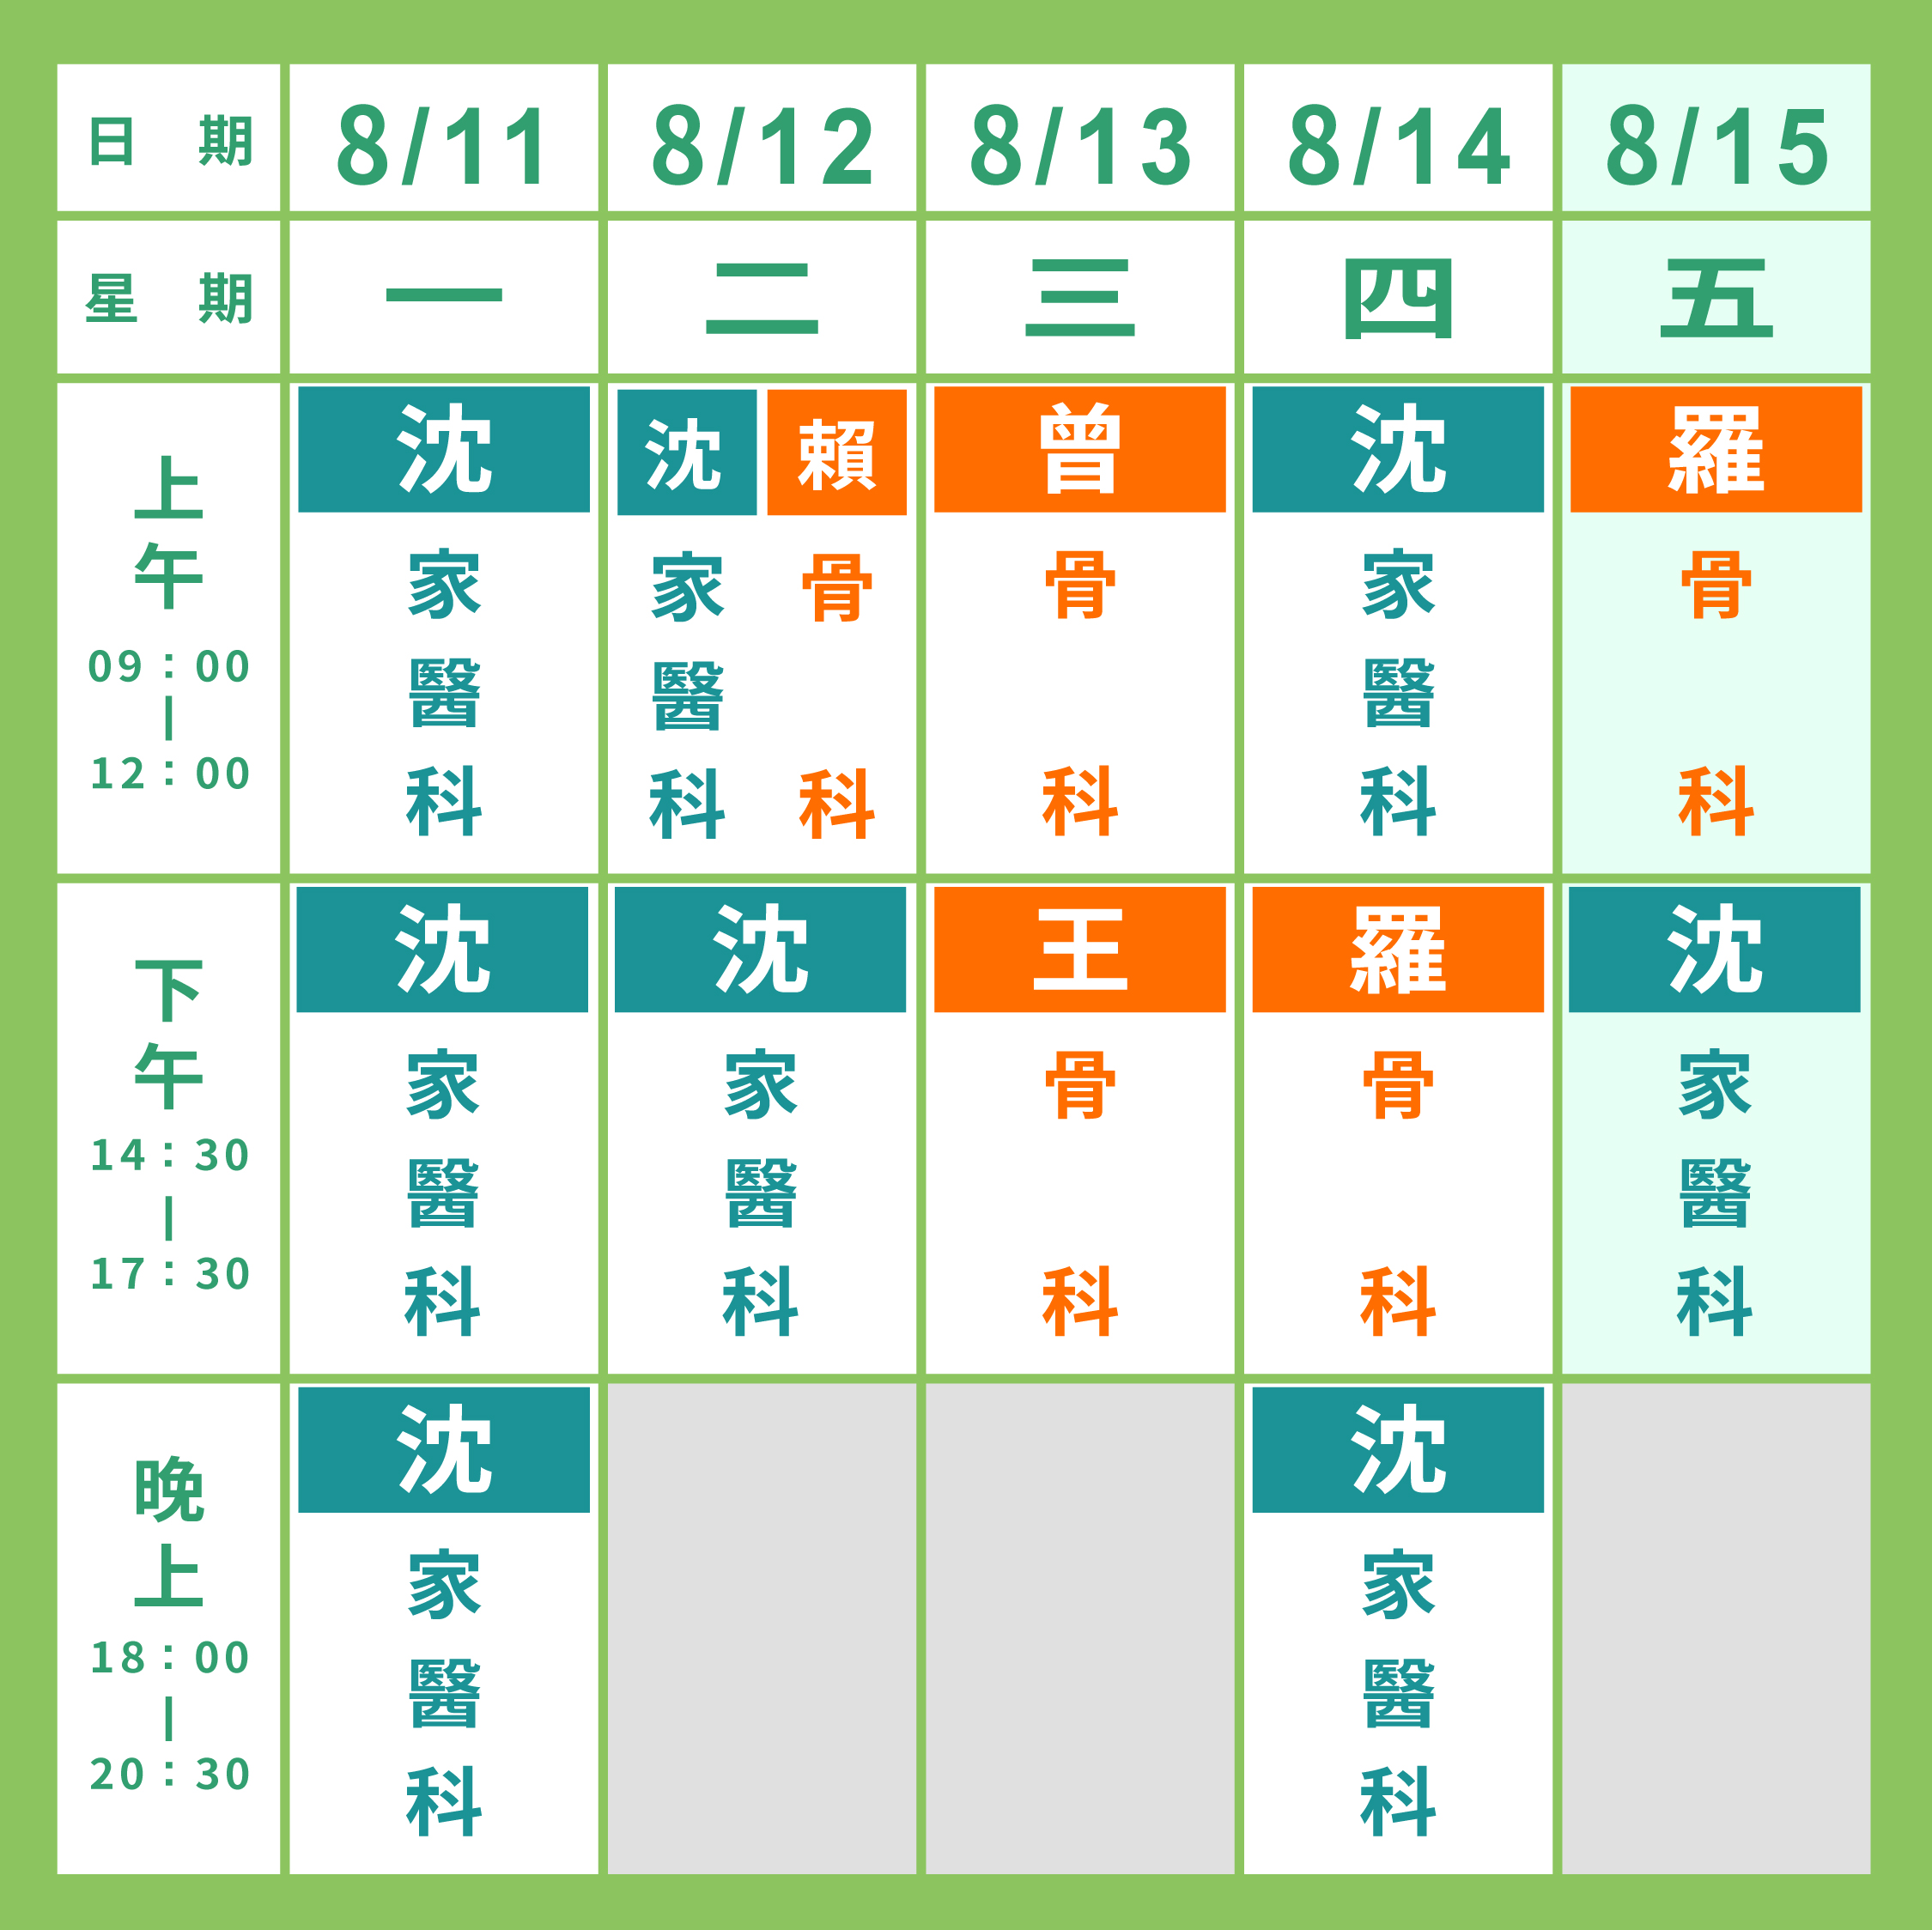 日期 8/11 8/12 8/13 8/14 8/15
星期 一 二 三 四 五
上午 09:00 | 12:00
沈 家醫科
沈 家醫科
賴 骨科
曾 骨科
沈 家醫科
羅 骨科
下午 14:30 | 17:30
沈 家醫科
沈 家醫科
王 骨科
羅 骨科
沈 家醫科
晚上 18:00 | 20:30
沈 家醫科
沈 家醫科